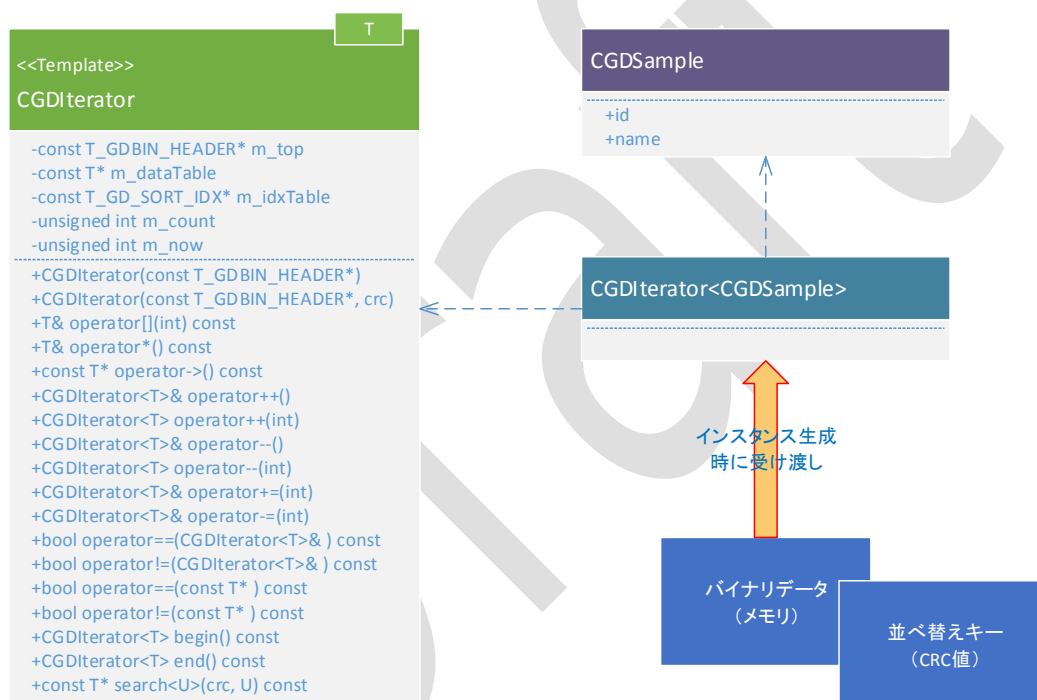 T
<<Template>>
CGDIterator
-const T_GDBIN_HEADER* m_top
-const T* m_dataTable
-const T_GD_SORT_IDX* m_idxTable
-unsigned int m_count
-unsigned int m_now
+CGDIterator(const T_GDBIN_HEADER*)
+CGDIterator(const T_GDBIN_HEADER*, crc)
+T& operator[](int) const
+T& operator*() const
+const T* operator->() const
+CGDIterator<T>& operator++()
+CGDIterator<T> operator++(int)
+CGDIterator<T>& operator--()
+CGDIterator<T> operator--(int)
+CGDIterator<T>& operator+=(int)
+CGDIterator<T>& operator-=(int)
+bool operator==(CGDIterator<T>& ) const
+bool operator!=(CGDIterator<T>& ) const
+bool operator==(const T* ) const
+bool operator!=(const T* ) const
+CGDIterator<T> begin() const
+CGDIterator<T> end() const
+const T* search<U>(crc, U) const
CGDSample
+id
+name
CGDIterator<CGDSample>
インスタンス生成
時に受け渡し
バイナリデータ
（メモリ）
並べ替えキー
（CRC値）